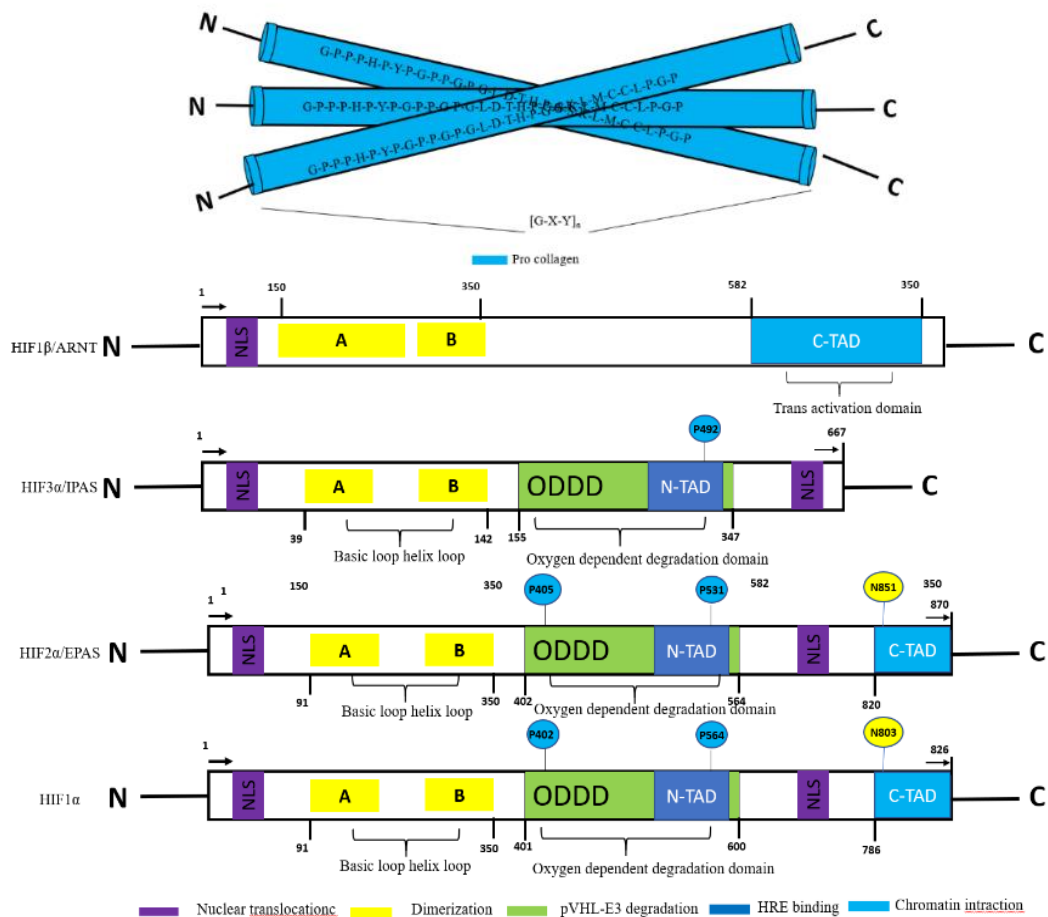 N
C
G-P-P-P-H-P-Y-P-G-P-P-G-P-G-L-D-T-H-P-G-
R-L-M-C-C-L-P-G-P
N
G-P-P-P-H-P-Y-P-G-P-P-G-P-G-L-D-T-H-P-
M-C-C-L-P-G-P
C
G-P-P-P-H-P-Y-P-G-P-P-G-P-G-L-D-T-H-P-G-
L-M-C-C-L-P-G-P
N
C
[G-X-Y]n
Pro collagen
1 150 350 582 350
HIF1β/ARNT N NLS A B C-TAD C
Trans activation domain
P492
1 667
HIF3α/IPAS N NLS A B ODDD N-TAD NLS C
39 142 155 347
Basic loop helix loop Oxygen dependent degradation domain
150 350 P405 P531 582 N851 350
1 1 870
HIF2α/EPAS N NLS A B ODDD N-TAD NLS C-TAD C
91 350 402 564 820
Basic loop helix loop Oxygen dependent degradation domain
P402 P564 N803
1 826
HIF1α N NLS A B ODDD N-TAD NLS C-TAD C
91 350 401 600 786
Basic loop helix loop Oxygen dependent degradation domain
Nuclear translocationc Dimerization pVHL-E3 degradation HRE binding Chromatin intraction